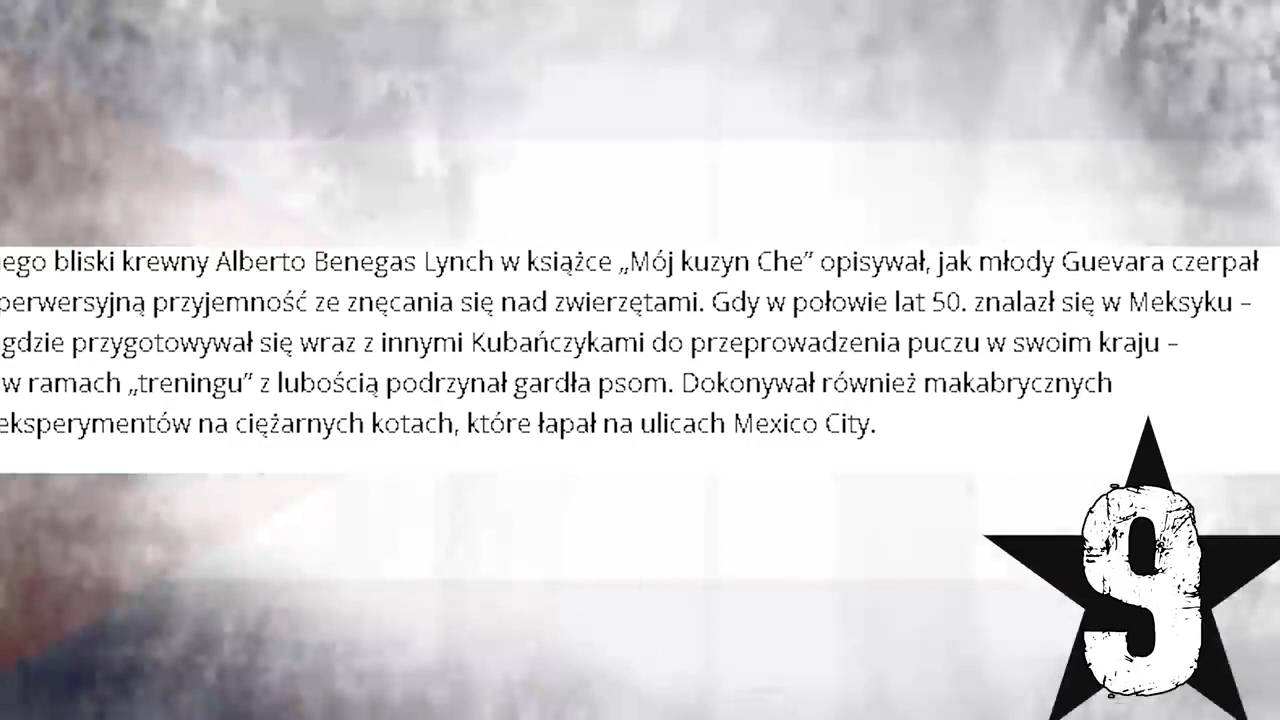 ego bliski krewny Alberto Benegas Lynch w książce „Mój kuzyn Che” opisywał, jak młody Guevara czerpał
perwersyjną przyjemność ze znęcania się nad zwierzętami. Gdy w połowie lat 50. znalazł się w Meksyku –
gdzie przygotowywał się wraz z innymi Kubańczykami do przeprowadzenia puczu w swoim kraju –
w ramach „treningu” z lubością podrzynał gardła psom. Dokonywał również makabrycznych
eksperymentów na ciężarnych kotach, które łapał na ulicach Mexico City.
9